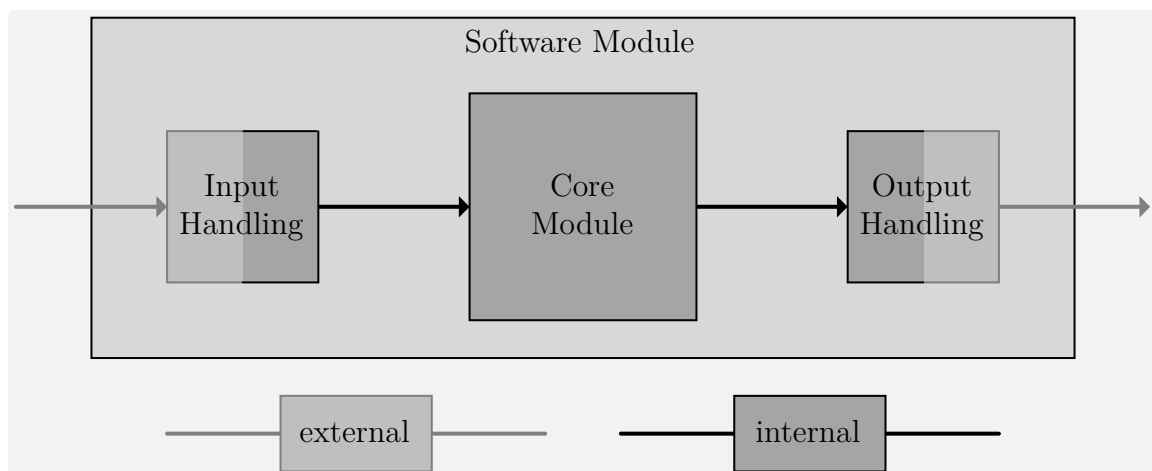 Software Module
Input
Handling
Core
Module
Output
Handling
external
internal